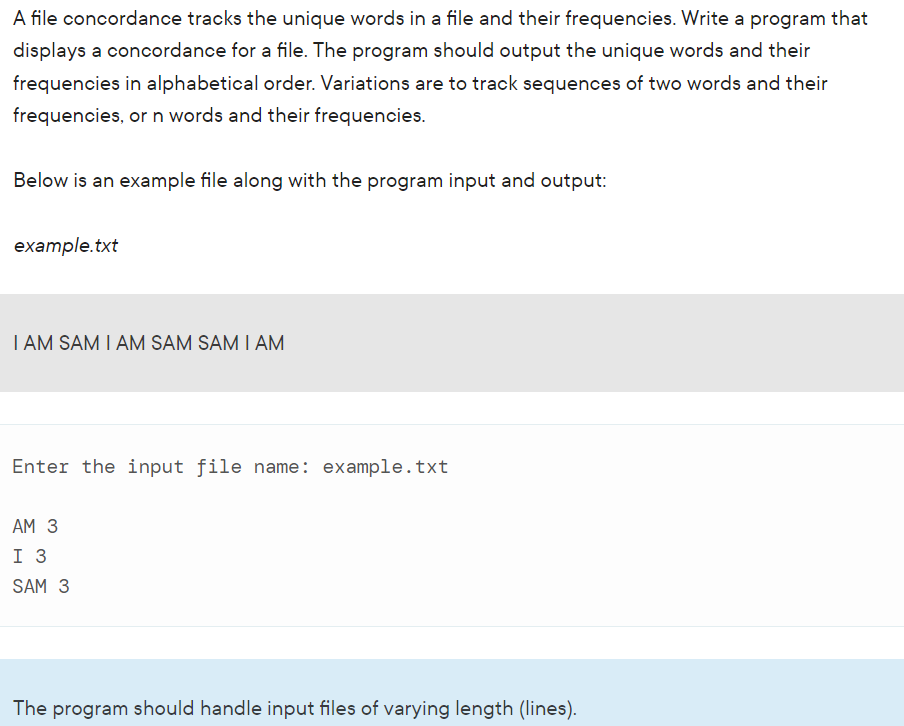 A file concordance tracks the unique words in a file and their frequencies. Write a program that
displays a concordance for a file. The program should output the unique words and their
frequencies in alphabetical order. Variations are to track sequences of two words and their
frequencies, or n words and their frequencies.
Below is an example file along with the program input and output:
example.txt
I AM SAM I AM SAM SAM I AM
Enter the input file name: example.txt
AM 3
I 3
SAM 3
The program should handle input files of varying length (lines).